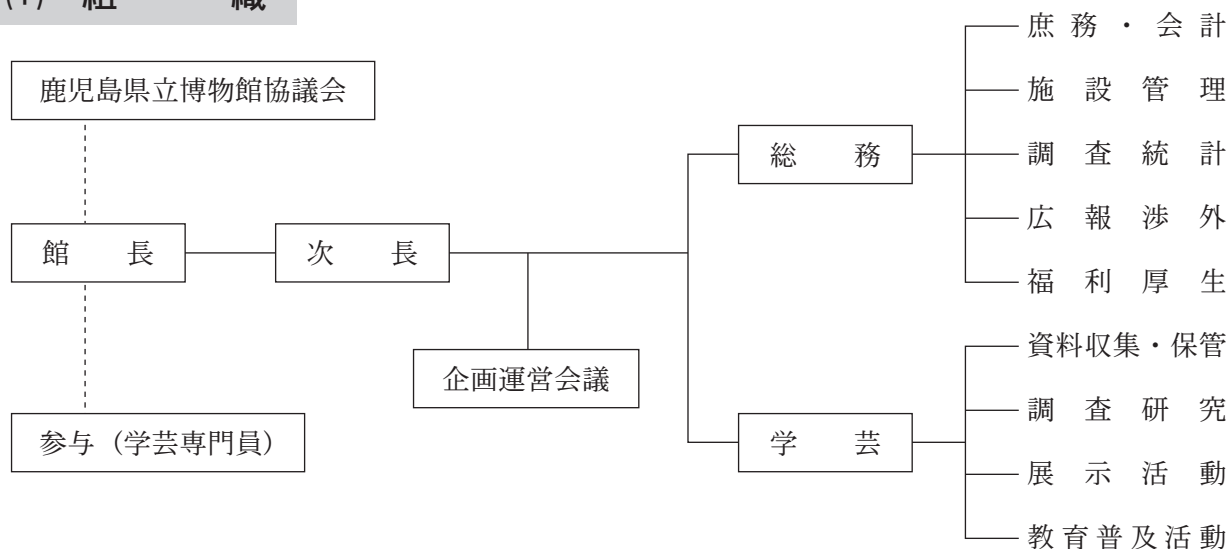 組織
鹿児島県立博物館協議会
館長
次長
企画運営会議
参与（学芸専門員）
総務
庶務・会計
施設管理
調査統計
広報渉外
福利厚生
学芸
資料収集・保管
調査研究
展示活動
教育普及活動